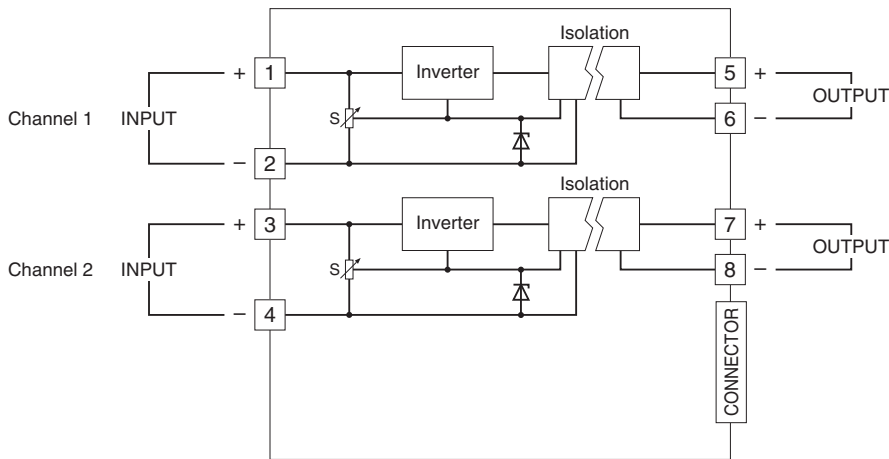 Isolation
+ 1 Inverter 5 +
Channel 1 INPUT S OUTPUT
6 −
− 2
Isolation
+ 3 Inverter 7 +
Channel 2 INPUT S OUTPUT
8 −
− 4
CONNECTOR